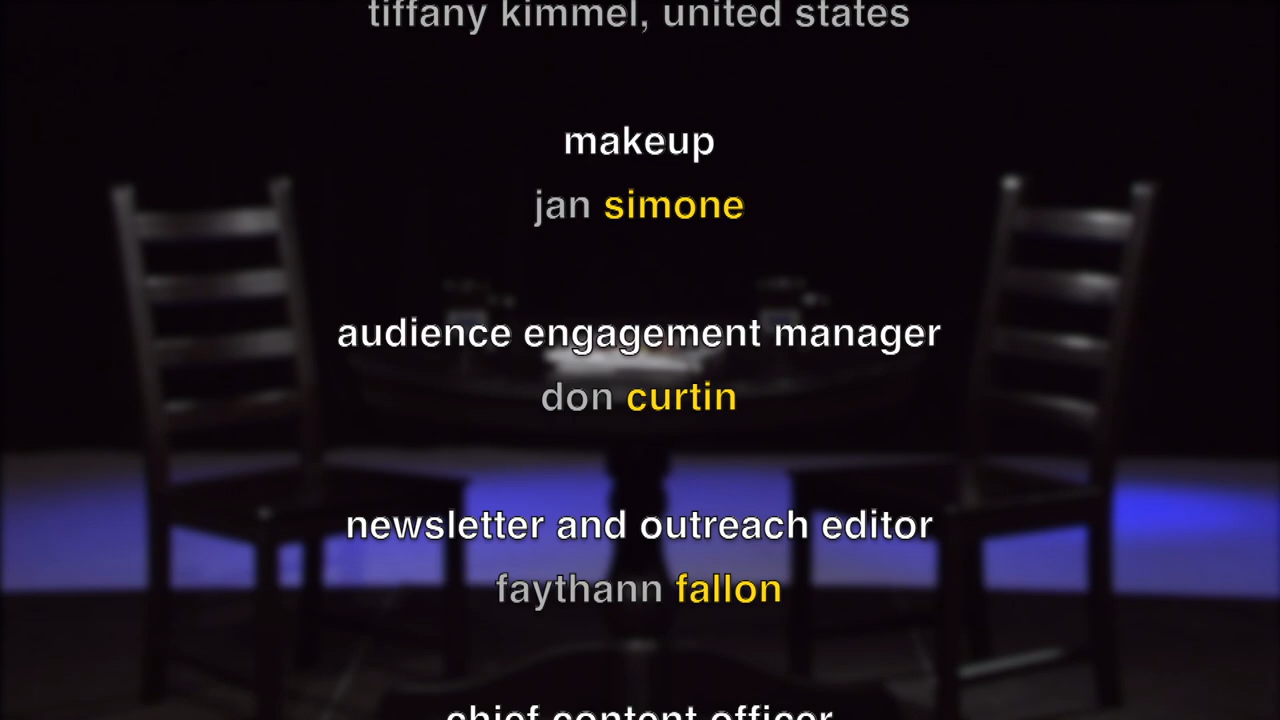 tiffany kimmel, united states
makeup
jan simone
audience engagement manager
don curtin
newsletter and outreach editor
faythann fallon
chief content officer